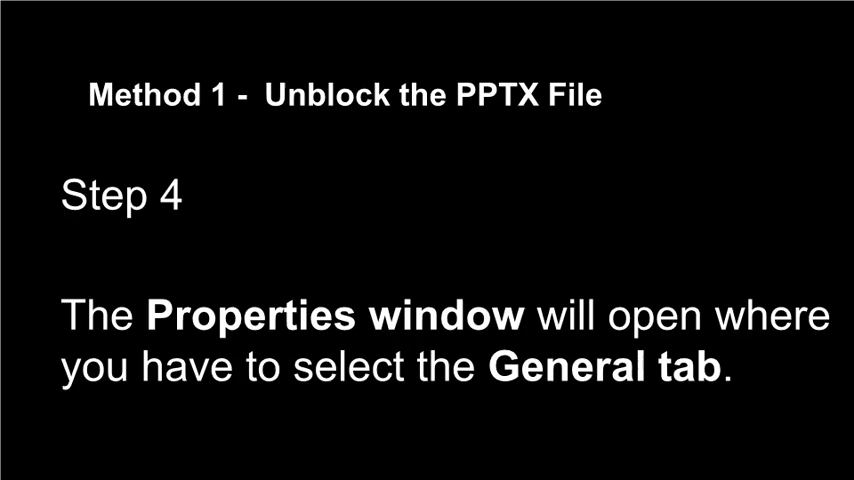 Method 1 -  Unblock the PPTX File
Step 4
The Properties window will open where
you have to select the General tab.